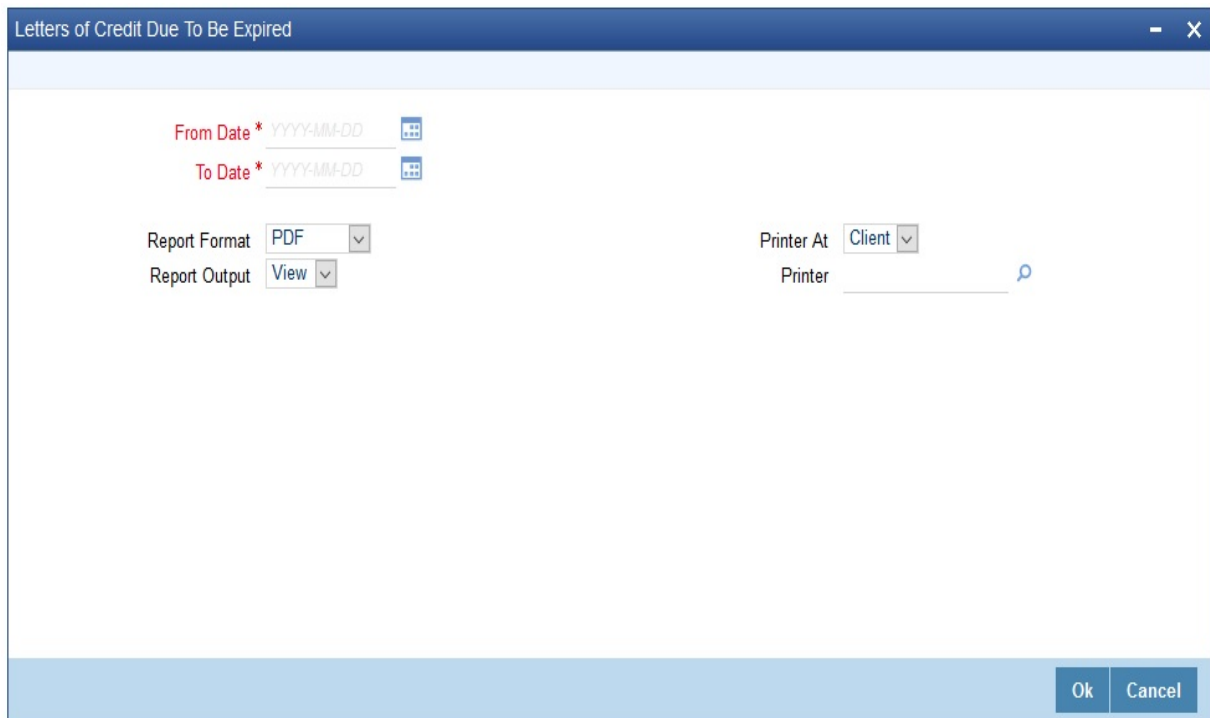 Letters of Credit Due To Be Expired
From Date * YYYY-MM-DD
To Date * YYYY-MM-DD
Report Format PDF Printer At Client
Report Output View Printer
Ok Cancel